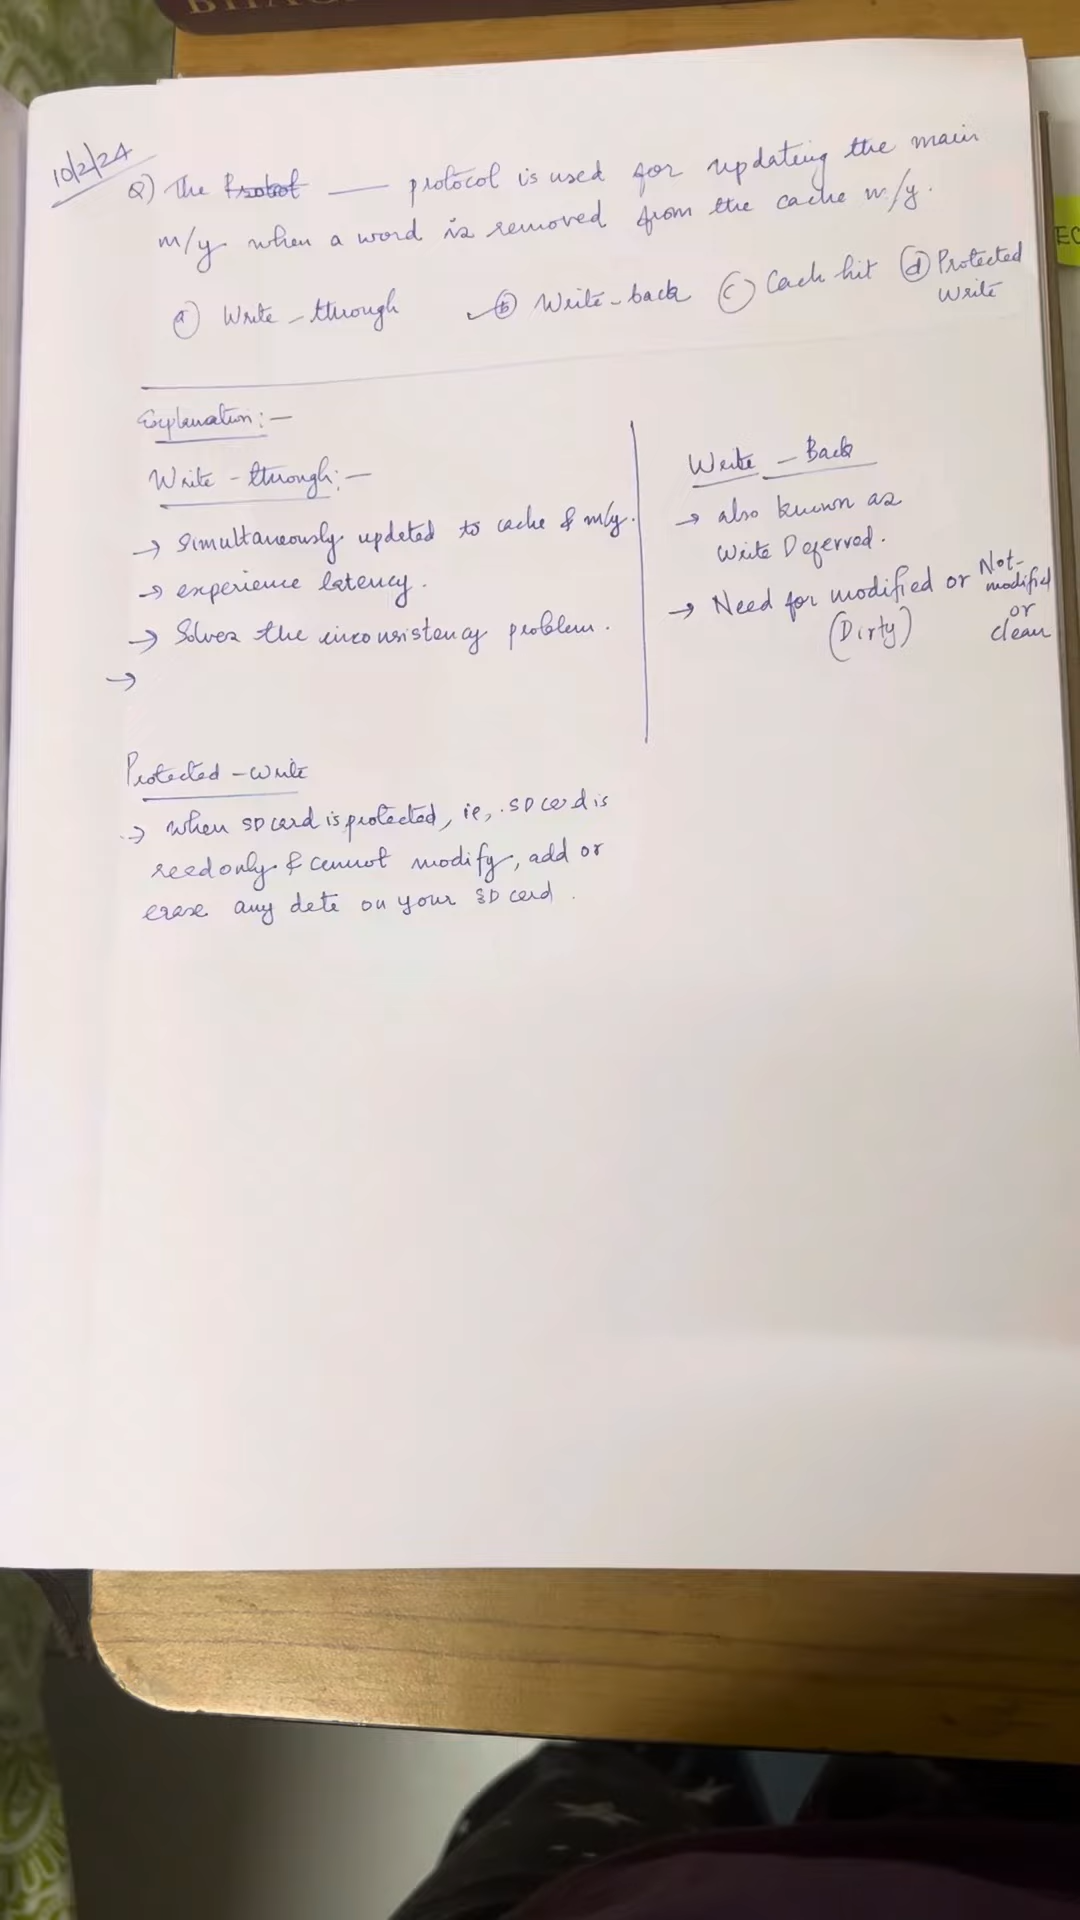 10/2/24
Q) The Protocol ___ protocol is used for updating the main
m/y when a word is removed from the cache m/y.
(a) Write-through (b) Write-back (c) Cach hit (d) Protected
Write
EC
Explanation:-
Write-through:-
→ Simultaneously updated to cache & m/y.
→ experience latency.
→ Solves the inconsistency problem.
→
Write-Back
→ also known as
Write Deferred.
→ Need for modified or Not-modified
(Dirty) or
clean
Protected-write
→ When SD card is protected, ie, SD card is
read only & cannot modify, add or
erase any data on your SD card.